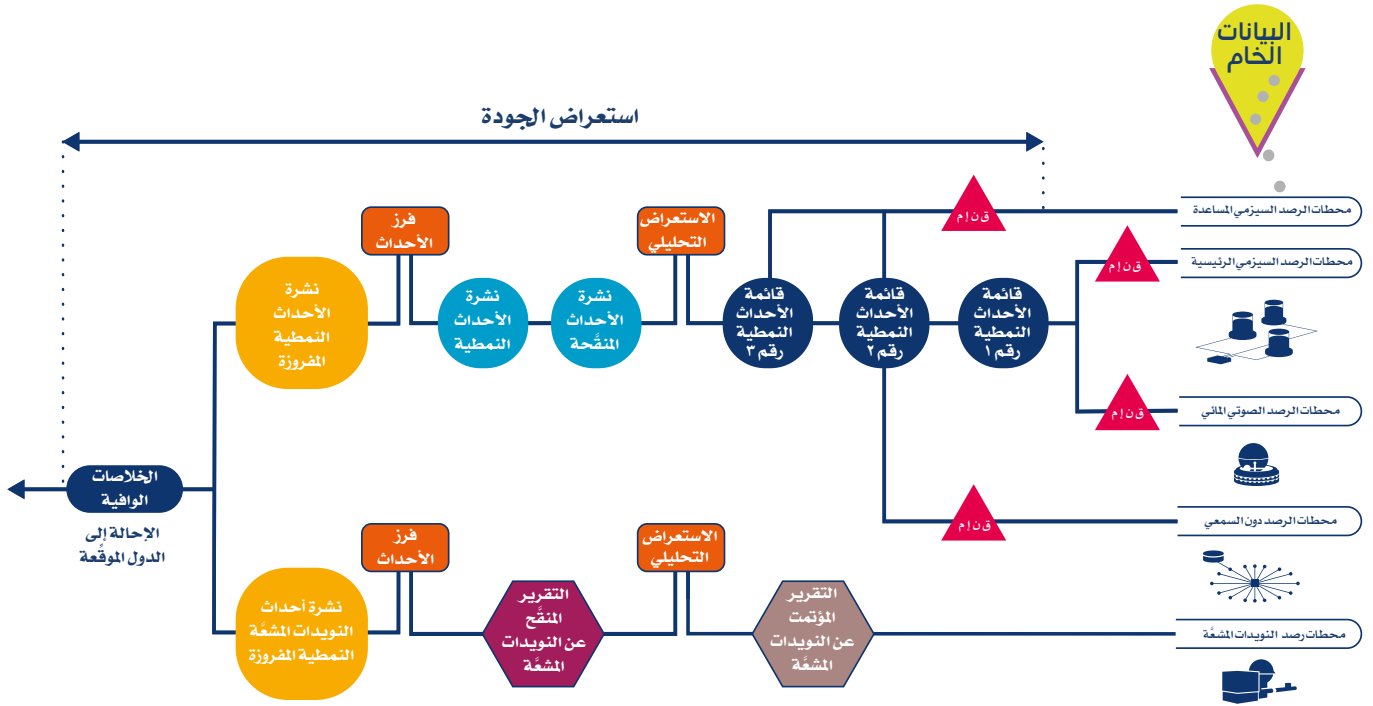 البيانات
الخام
استعراض الجودة
محطات الرصد السيزمي المساعدة
ق ن إ م
محطات الرصد السيزمي الرئيسية
ق ن إ م
فرز
الأحداث
الاستعراض
التحليلي
نشرة
الأحداث
النمطية
المفروزة
نشرة
الأحداث
النمطية
نشرة
الأحداث
المنقَّحة
قائمة
الأحداث
النمطية
رقم ٣
قائمة
الأحداث
النمطية
رقم ٢
قائمة
الأحداث
النمطية
رقم ١
محطات الرصد الصوتي المائي
ق ن إ م
الخلاصات
الوافية
الإحالة إلى
الدول الموقِّعة
محطات الرصد دون السمعي
ق ن إ م
فرز
الأحداث
الاستعراض
التحليلي
محطات رصد النويدات المشعَّة
التقرير
المؤتمت
عن النويدات
المشعَّة
التقرير
المنقَّح
عن النويدات
المشعَّة
نشرة أحداث
النويدات المشعَّة
النمطية المفروزة